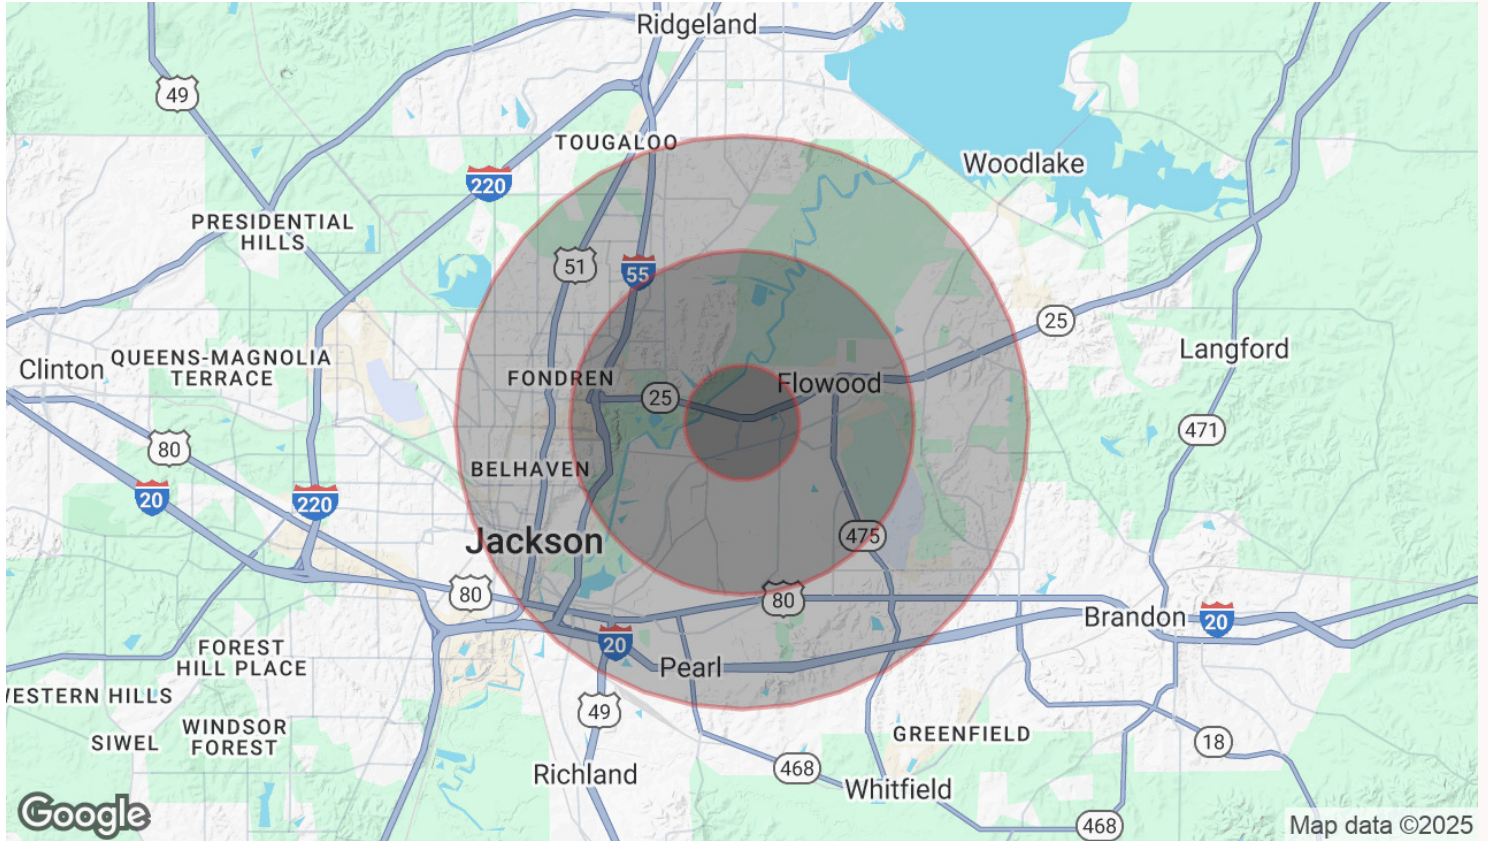 Ridgeland
49
TOUGALOO
Woodlake
220
PRESIDENTIAL
HILLS
51
55
25
Langford
Clinton
QUEENS-MAGNOLIA
TERRACE
FONDREN
25
Flowood
80
471
BELHAVEN
20
220
Jackson
475
80
80
Brandon
20
20
FOREST
HILL PLACE
Pearl
WESTERN HILLS
49
WINDSOR
FOREST
SIWEL
GREENFIELD
18
Richland
468
Whitfield
Google
468
Map data ©2025